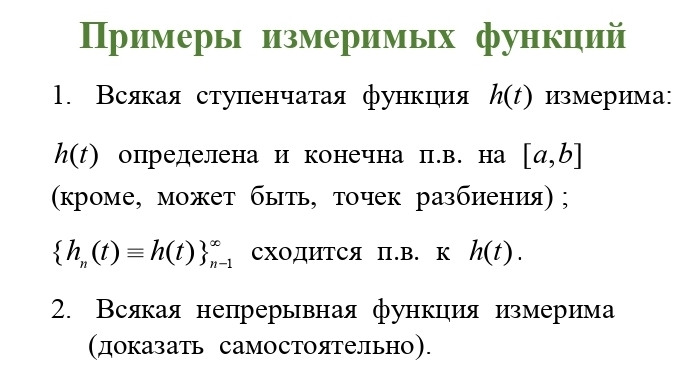 Примеры измеримых функций
1. Всякая ступенчатая функция h(t) измерима:
h(t) определена и конечна п.в. на [a,b]
(кроме, может быть, точек разбиения) ;
{hₙ(t) ≡ h(t)}ₙ₋₁^∞ сходится п.в. к h(t).
2. Всякая непрерывная функция измерима
(доказать самостоятельно).